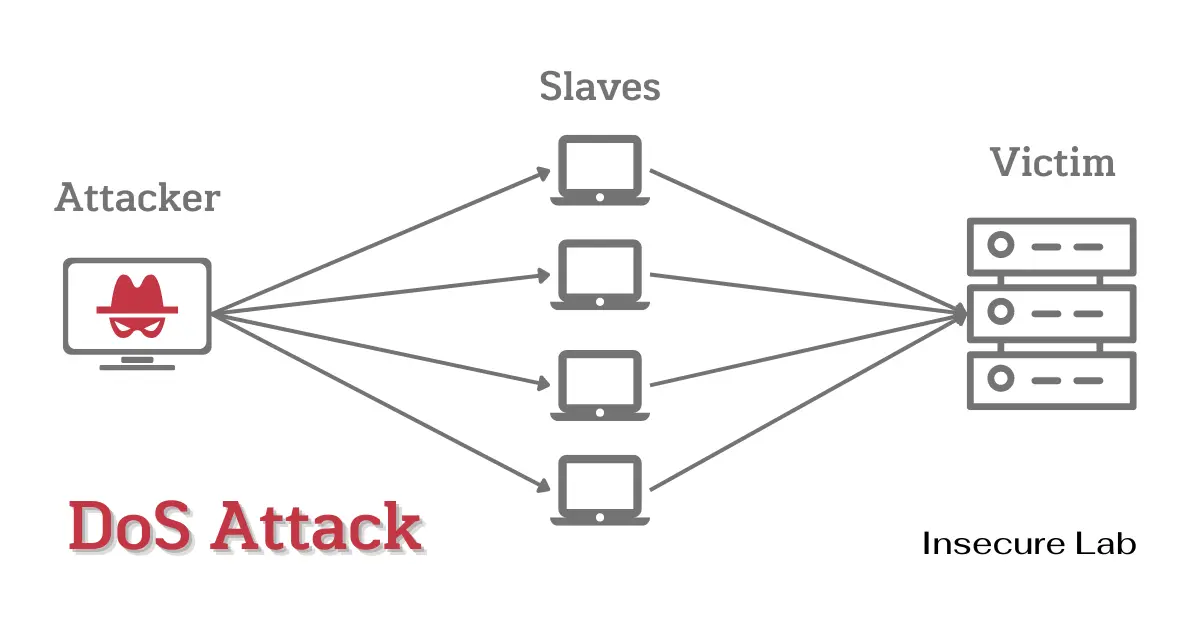 Slaves
Victim
Attacker
DoS Attack
Insecure Lab